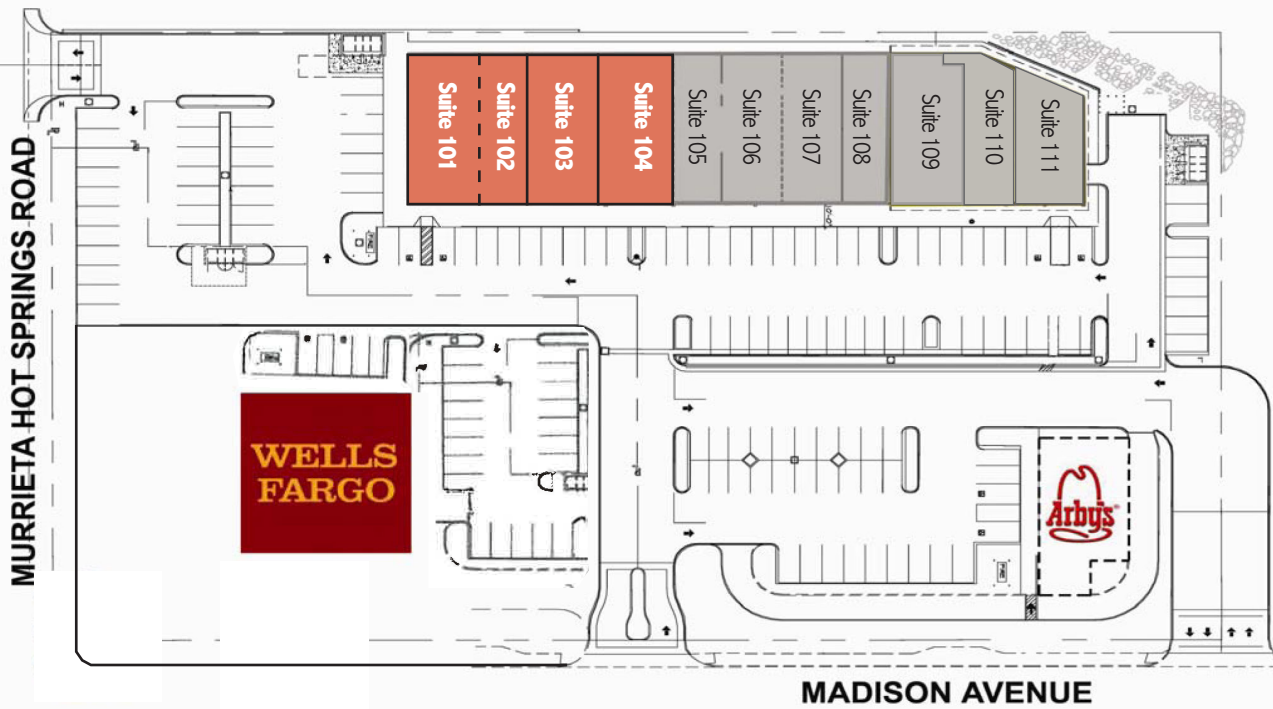 Suite 101
Suite 102
Suite 103
Suite 104
Suite 105
Suite 106
Suite 107
Suite 108
Suite 109
Suite 110
Suite 111
MURRIETA HOT SPRINGS ROAD
WELLS
FARGO
Arby's
MADISON AVENUE